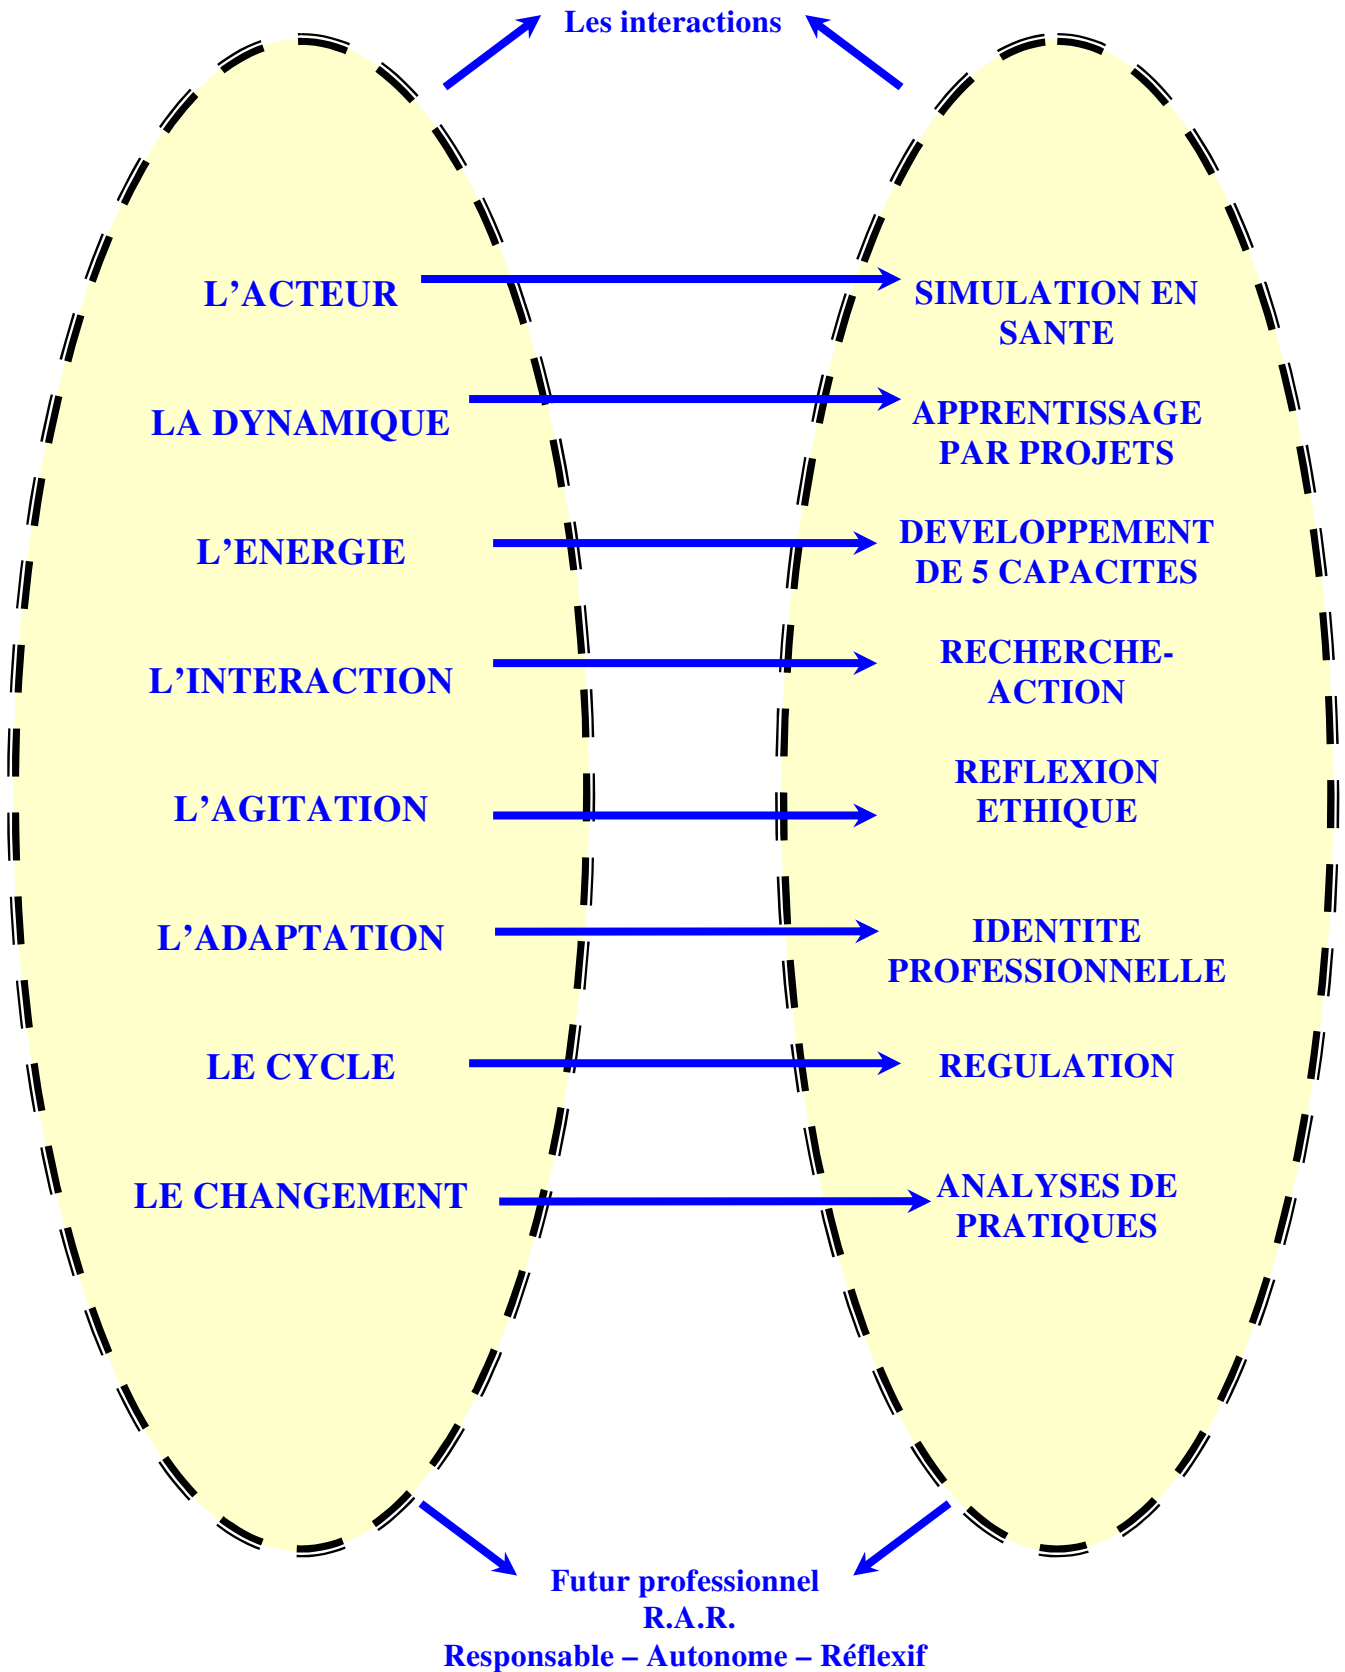 Les interactions
L’ACTEUR
SIMULATION EN
SANTE
LA DYNAMIQUE
APPRENTISSAGE
PAR PROJETS
L’ENERGIE
DEVELOPPEMENT
DE 5 CAPACITES
L’INTERACTION
RECHERCHE-
ACTION
L’AGITATION
REFLEXION
ETHIQUE
L’ADAPTATION
IDENTITE
PROFESSIONNELLE
LE CYCLE
REGULATION
LE CHANGEMENT
ANALYSES DE
PRATIQUES
Futur professionnel
R.A.R.
Responsable – Autonome – Réflexif